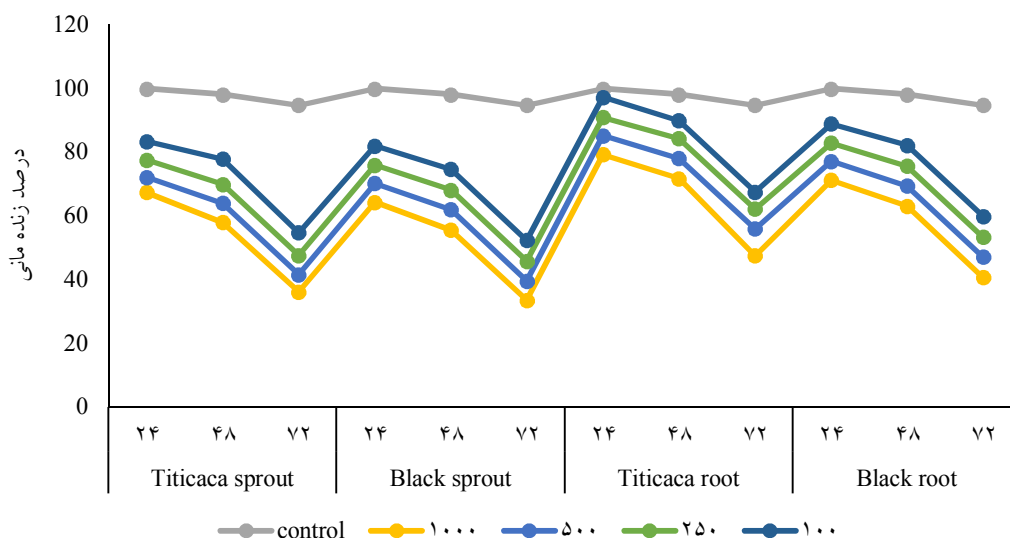 درصد زنده مانی
120
100
80
60
40
20
0
۲۴ ۴۸ ۷۲ ۲۴ ۴۸ ۷۲ ۲۴ ۴۸ ۷۲ ۲۴ ۴۸ ۷۲
Titicaca sprout Black sprout Titicaca root Black root
control ۱۰۰۰ ۵۰۰ ۲۵۰ ۱۰۰